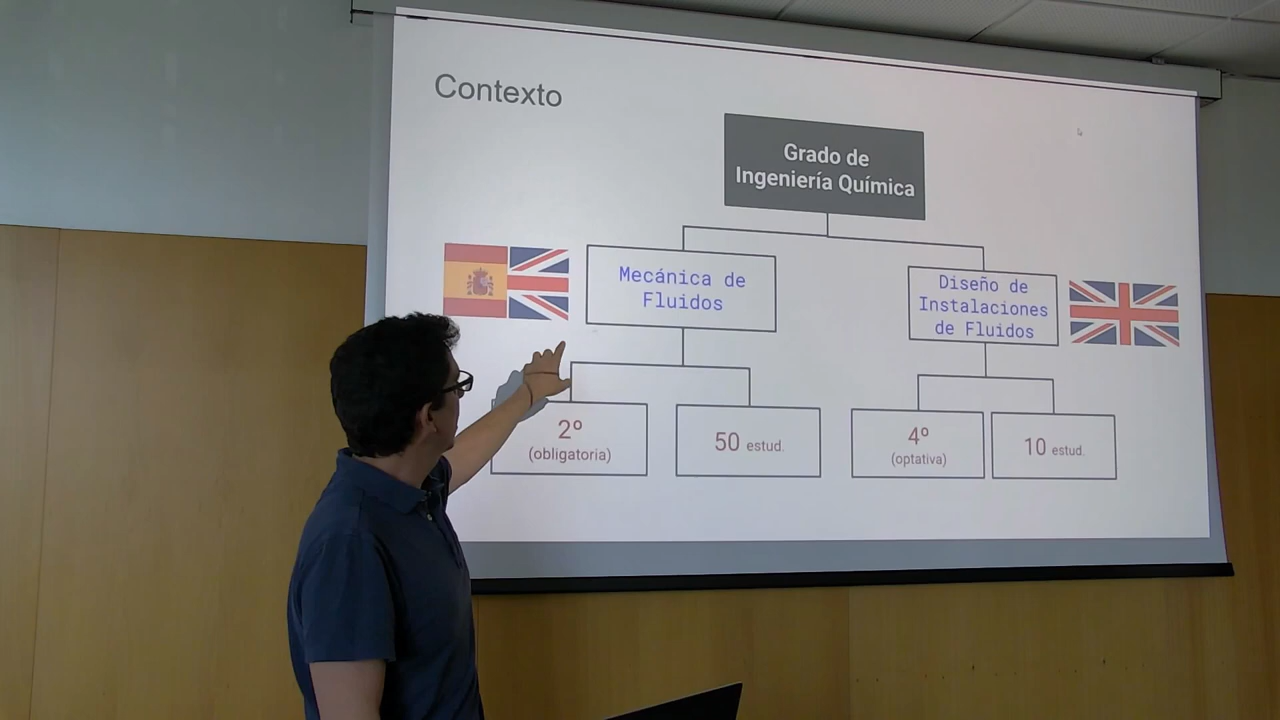 Contexto
Grado de
Ingeniería Química
Mecánica de
Fluidos
Diseño de
Instalaciones
de Fluidos
2º
(obligatoria)
50 estud.
4º
(optativa)
10 estud.